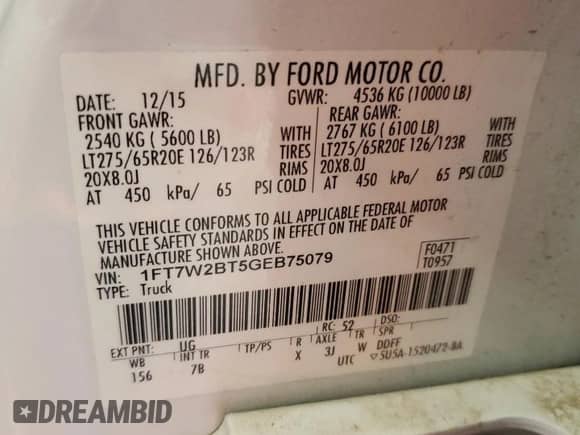 MFD. BY FORD MOTOR CO.
DATE: 12/15 GVWR: 4536 KG (10000 LB)
FRONT GAWR: REAR GAWR:
2540 KG (5600 LB) WITH 2767 KG (6100 LB) WITH
LT275/65R20E 126/123R TIRES LT275/65R20E 126/123R TIRES
20X8.0J RIMS 20X8.0J RIMS
AT 450 kPa/ 65 PSI COLD AT 450 kPa/ 65 PSI COLD
THIS VEHICLE CONFORMS TO ALL APPLICABLE FEDERAL MOTOR
VEHICLE SAFETY STANDARDS IN EFFECT ON THE DATE OF
MANUFACTURE SHOWN ABOVE.
VIN: 1FT7W2BT5GEB75079 F0471
TYPE: Truck T0957
EXT PNT: UG RC: 52 DSO:
WB INT TR TP/PS R AXLE TR SPR
156 7B X 3J W DDFF
UTC ▽5U5A-1520472-BA
DREAMBID